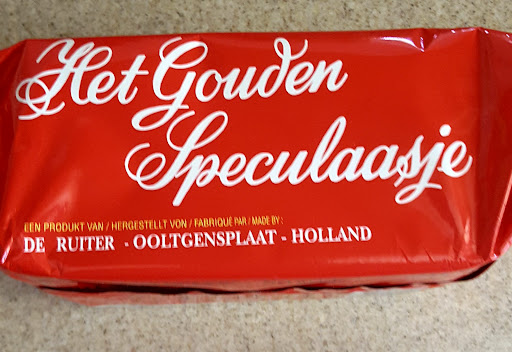 Het Gouden
Speculaasje
EEN PRODUKT VAN / HERGESTELLT VON / FABRIQUÉ PAR / MADE BY:
DE RUITER - OOLTGENSPLAAT - HOLLAND